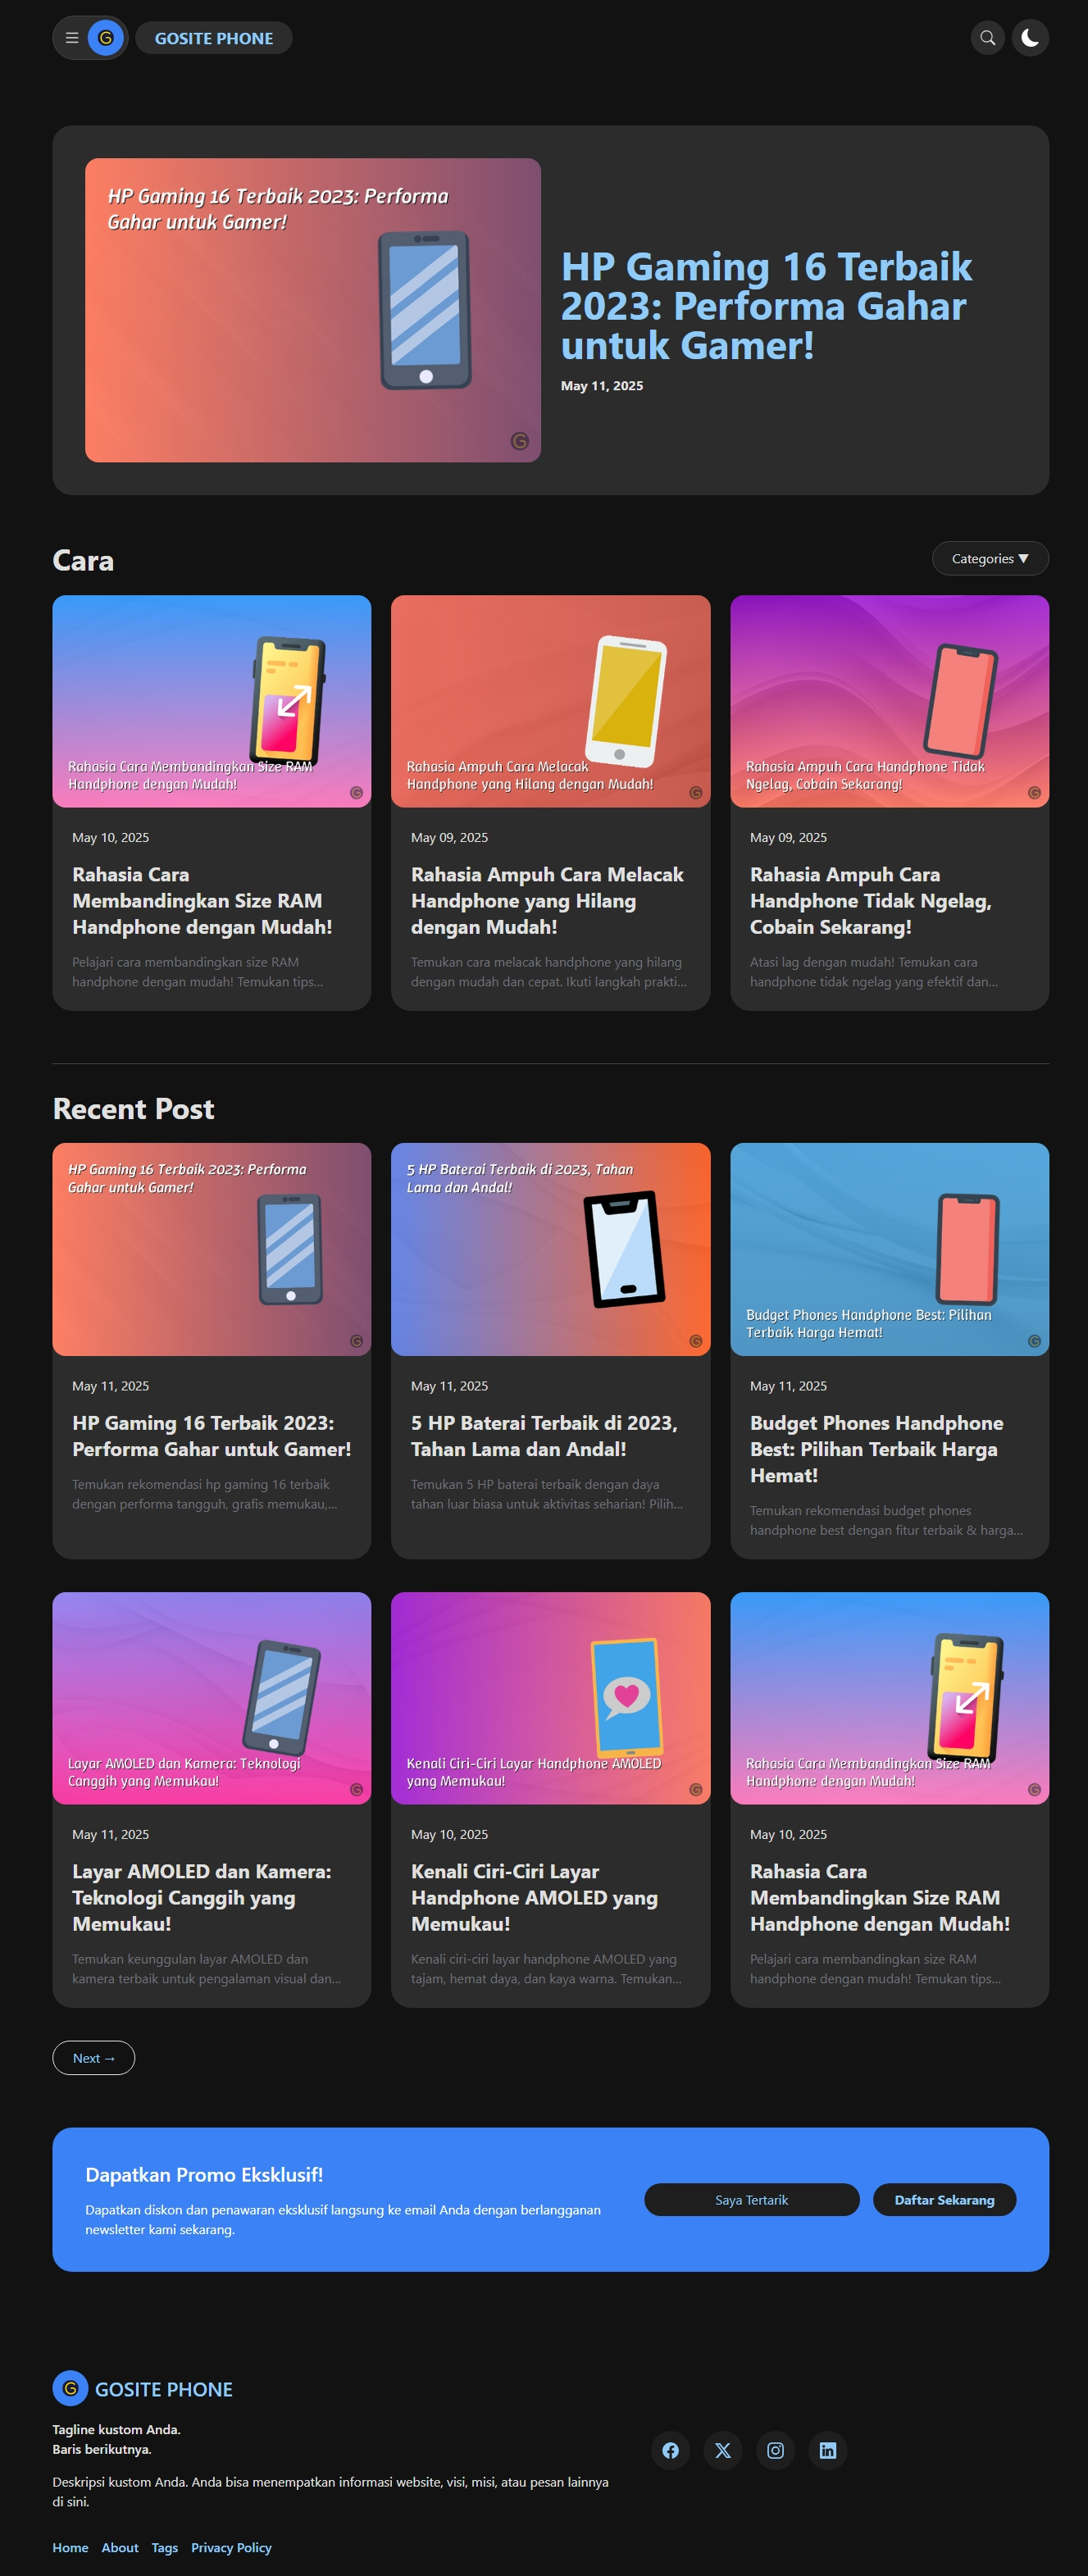 GOSITE PHONE
HP Gaming 16 Terbaik 2023: Performa
Gahar untuk Gamer!
G
HP Gaming 16 Terbaik
2023: Performa Gahar
untuk Gamer!
May 11, 2025
Cara
Categories ▼
Rahasia Cara Membandingkan Size RAM
Handphone dengan Mudah!
G
May 10, 2025
Rahasia Cara
Membandingkan Size RAM
Handphone dengan Mudah!
Pelajari cara membandingkan size RAM
handphone dengan mudah! Temukan tips...
Rahasia Ampuh Cara Melacak
Handphone yang Hilang dengan Mudah!
G
May 09, 2025
Rahasia Ampuh Cara Melacak
Handphone yang Hilang
dengan Mudah!
Temukan cara melacak handphone yang hilang
dengan mudah dan cepat. Ikuti langkah prakti...
Rahasia Ampuh Cara Handphone Tidak
Ngelag, Cobain Sekarang!
G
May 09, 2025
Rahasia Ampuh Cara
Handphone Tidak Ngelag,
Cobain Sekarang!
Atasi lag dengan mudah! Temukan cara
handphone tidak ngelag yang efektif dan...
Recent Post
HP Gaming 16 Terbaik 2023: Performa
Gahar untuk Gamer!
G
May 11, 2025
HP Gaming 16 Terbaik 2023:
Performa Gahar untuk Gamer!
Temukan rekomendasi hp gaming 16 terbaik
dengan performa tangguh, grafis memukau,...
5 HP Baterai Terbaik di 2023, Tahan
Lama dan Andal!
G
May 11, 2025
5 HP Baterai Terbaik di 2023,
Tahan Lama dan Andal!
Temukan 5 HP baterai terbaik dengan daya
tahan luar biasa untuk aktivitas seharian! Pilih...
Budget Phones Handphone Best: Pilihan
Terbaik Harga Hemat!
G
May 11, 2025
Budget Phones Handphone
Best: Pilihan Terbaik Harga
Hemat!
Temukan rekomendasi budget phones
handphone best dengan fitur terbaik & harga...
Layar AMOLED dan Kamera: Teknologi
Canggih yang Memukau!
G
May 11, 2025
Layar AMOLED dan Kamera:
Teknologi Canggih yang
Memukau!
Temukan keunggulan layar AMOLED dan
kamera terbaik untuk pengalaman visual dan...
Kenali Ciri-Ciri Layar Handphone AMOLED
yang Memukau!
G
May 10, 2025
Kenali Ciri-Ciri Layar
Handphone AMOLED yang
Memukau!
Kenali ciri-ciri layar handphone AMOLED yang
tajam, hemat daya, dan kaya warna. Temukan...
Rahasia Cara Membandingkan Size RAM
Handphone dengan Mudah!
G
May 10, 2025
Rahasia Cara
Membandingkan Size RAM
Handphone dengan Mudah!
Pelajari cara membandingkan size RAM
handphone dengan mudah! Temukan tips...
Next →
Dapatkan Promo Eksklusif!
Dapatkan diskon dan penawaran eksklusif langsung ke email Anda dengan berlangganan
newsletter kami sekarang.
Saya Tertarik
Daftar Sekarang
G GOSITE PHONE
Tagline kustom Anda.
Baris berikutnya.
Deskripsi kustom Anda. Anda bisa menempatkan informasi website, visi, misi, atau pesan lainnya
di sini.
Home About Tags Privacy Policy